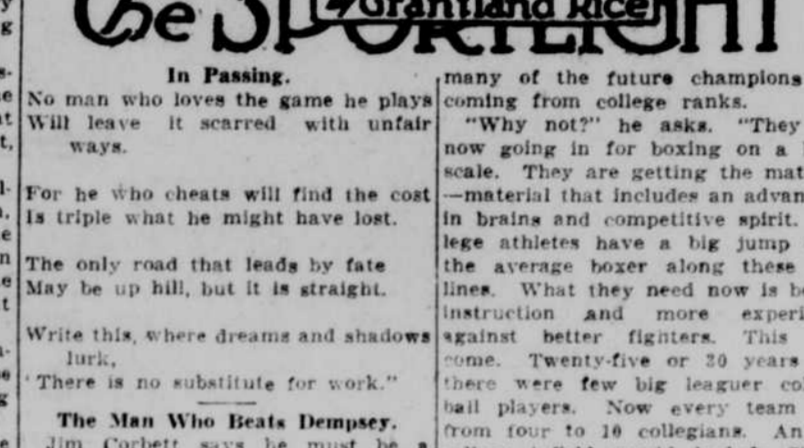 The SPORTLIGHT
by Grantland Rice
In Passing.
No man who loves the game he plays
Will leave it scarred with unfair
ways.
For he who cheats will find the cost
Is triple what he might have lost.
The only road that leads by fate
May be up hill, but it is straight.
Write this, where dreams and shadows
lurk,
"There is no substitute for work."
The Man Who Beats Dempsey.
Jim Corbett says he must be a
many of the future champions
coming from college ranks.
"Why not?" he asks. "They
now going in for boxing on a
scale. They are getting the mat
—material that includes an advan
in brains and competitive spirit.
lege athletes have a big jump
the average boxer along these
lines. What they need now is b
instruction and more experi
against better fighters. This
come. Twenty-five or 30 years
there were few big leaguer co
ball players. Now every team
from four to 10 collegians. An